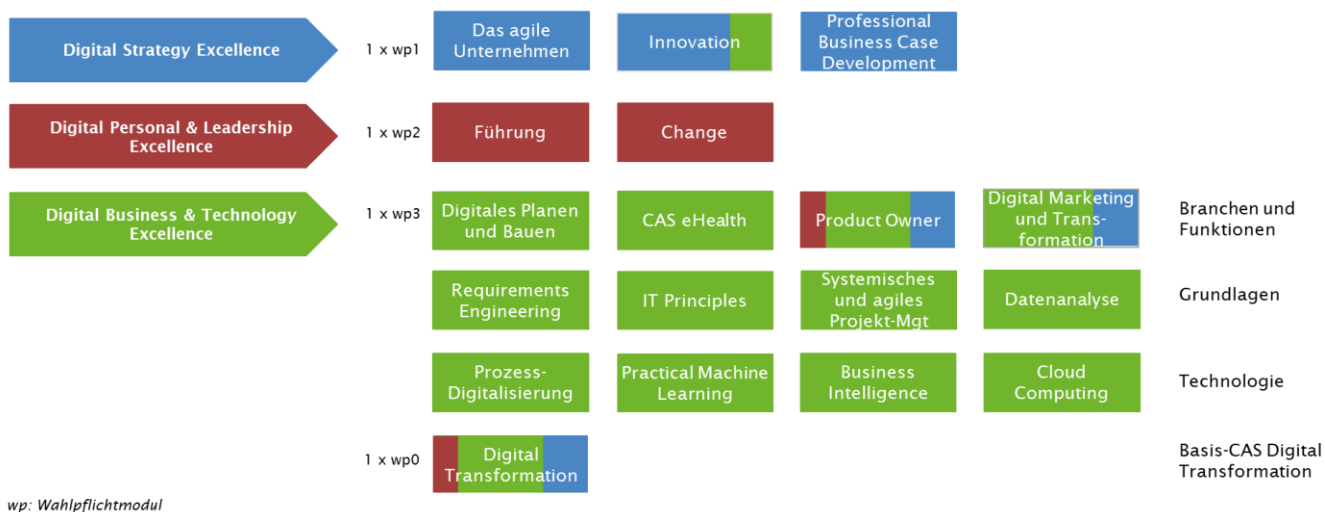 Digital Strategy Excellence
1 x wp1
Das agile
Unternehmen
Innovation
Professional
Business Case
Development
Digital Personal & Leadership
Excellence
1 x wp2
Führung
Change
Digital Business & Technology
Excellence
1 x wp3
Digitales Planen
und Bauen
CAS eHealth
Product Owner
Digital Marketing
und Trans-
formation
Branchen und
Funktionen
Requirements
Engineering
IT Principles
Systemisches
und agiles
Projekt-Mgt
Datenanalyse
Grundlagen
Prozess-
Digitalisierung
Practical Machine
Learning
Business
Intelligence
Cloud
Computing
Technologie
1 x wp0
Digital
Transformation
Basis-CAS Digital
Transformation
wp: Wahlpflichtmodul